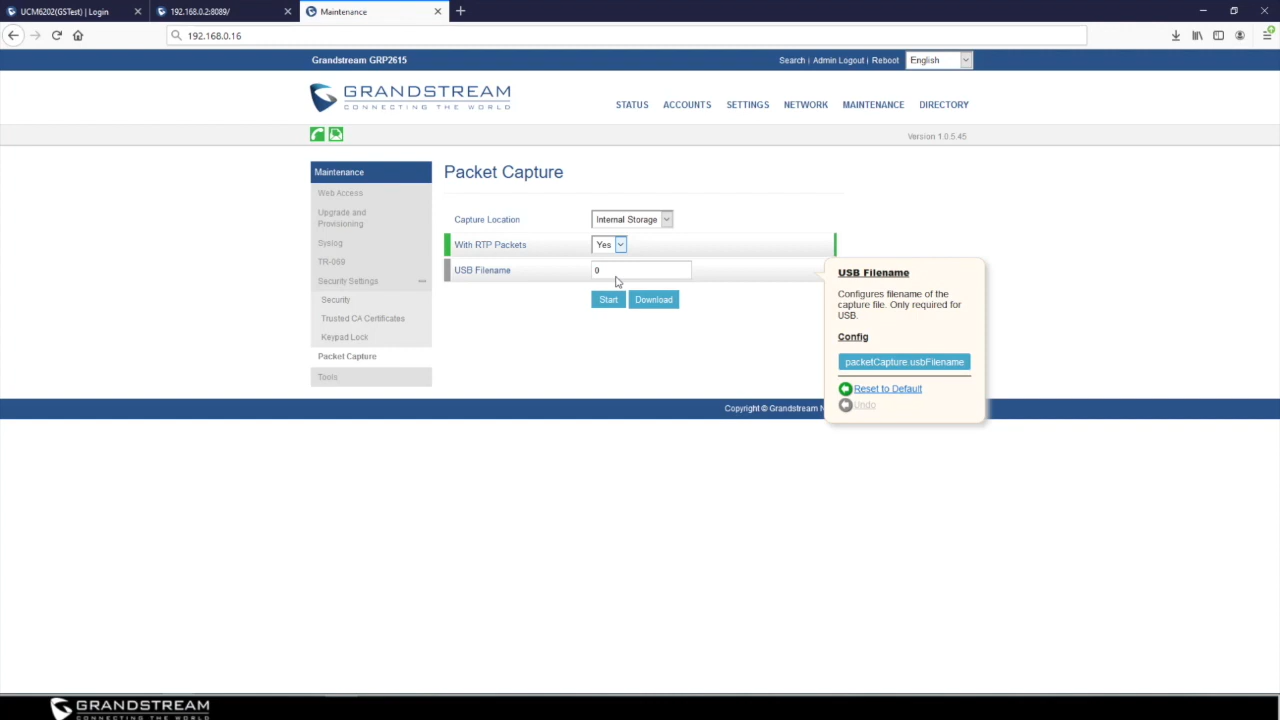 UCM6202(GSTest) | Login
192.168.0.2:8089/
Maintenance
192.168.0.16
Grandstream GRP2615
Search | Admin Logout | Reboot
English
GRANDSTREAM
CONNECTING THE WORLD
STATUS ACCOUNTS SETTINGS NETWORK MAINTENANCE DIRECTORY
Version 1.0.5.45
Maintenance
Web Access
Upgrade and
Provisioning
Syslog
TR-069
Security Settings
Security
Trusted CA Certificates
Keypad Lock
Packet Capture
Tools
Packet Capture
Capture Location
Internal Storage
With RTP Packets
Yes
USB Filename
0
Start
Download
USB Filename
Configures filename of the
capture file. Only required for
USB.
Config
packetCapture.usbFilename
Reset to Default
Undo
Copyright © Grandstream N
GRANDSTREAM
CONNECTING THE WORLD